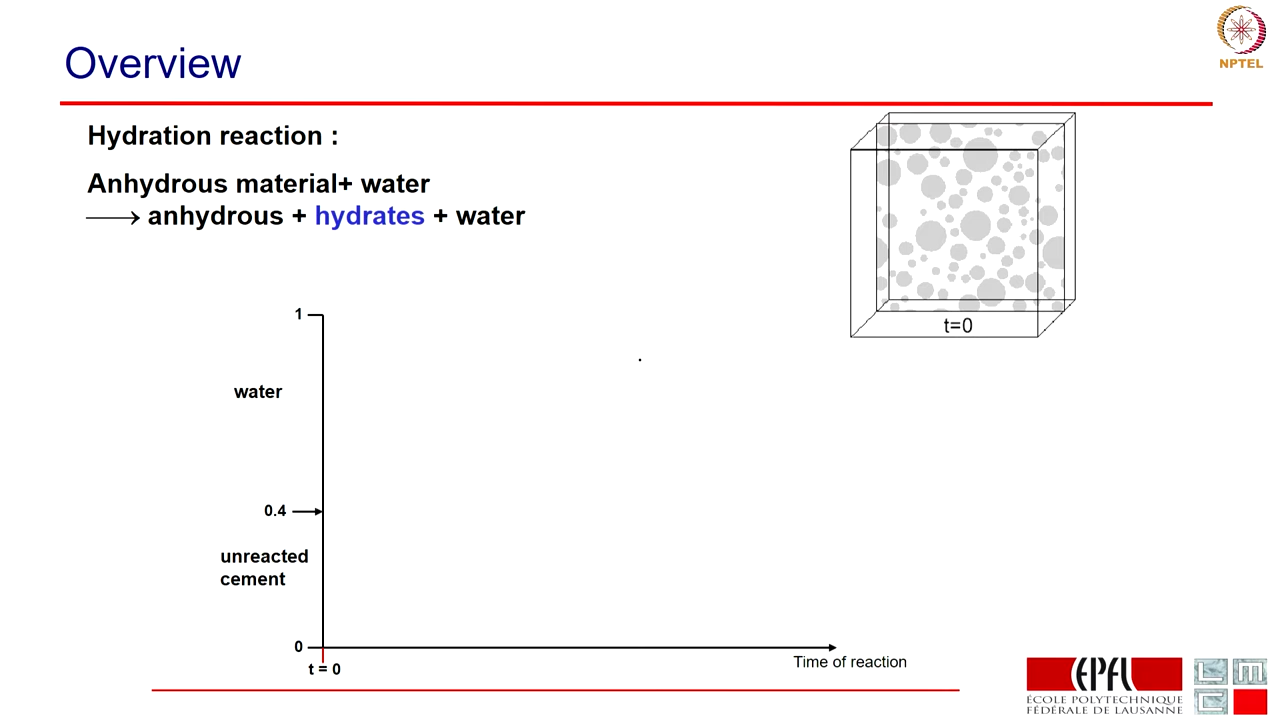 Overview
NPTEL
Hydration reaction :
Anhydrous material+ water
⟶ anhydrous + hydrates + water
t=0
1
water
0.4
unreacted
cement
0
t = 0
Time of reaction
EPFL
ÉCOLE POLYTECHNIQUE
FÉDÉRALE DE LAUSANNE
L M
C